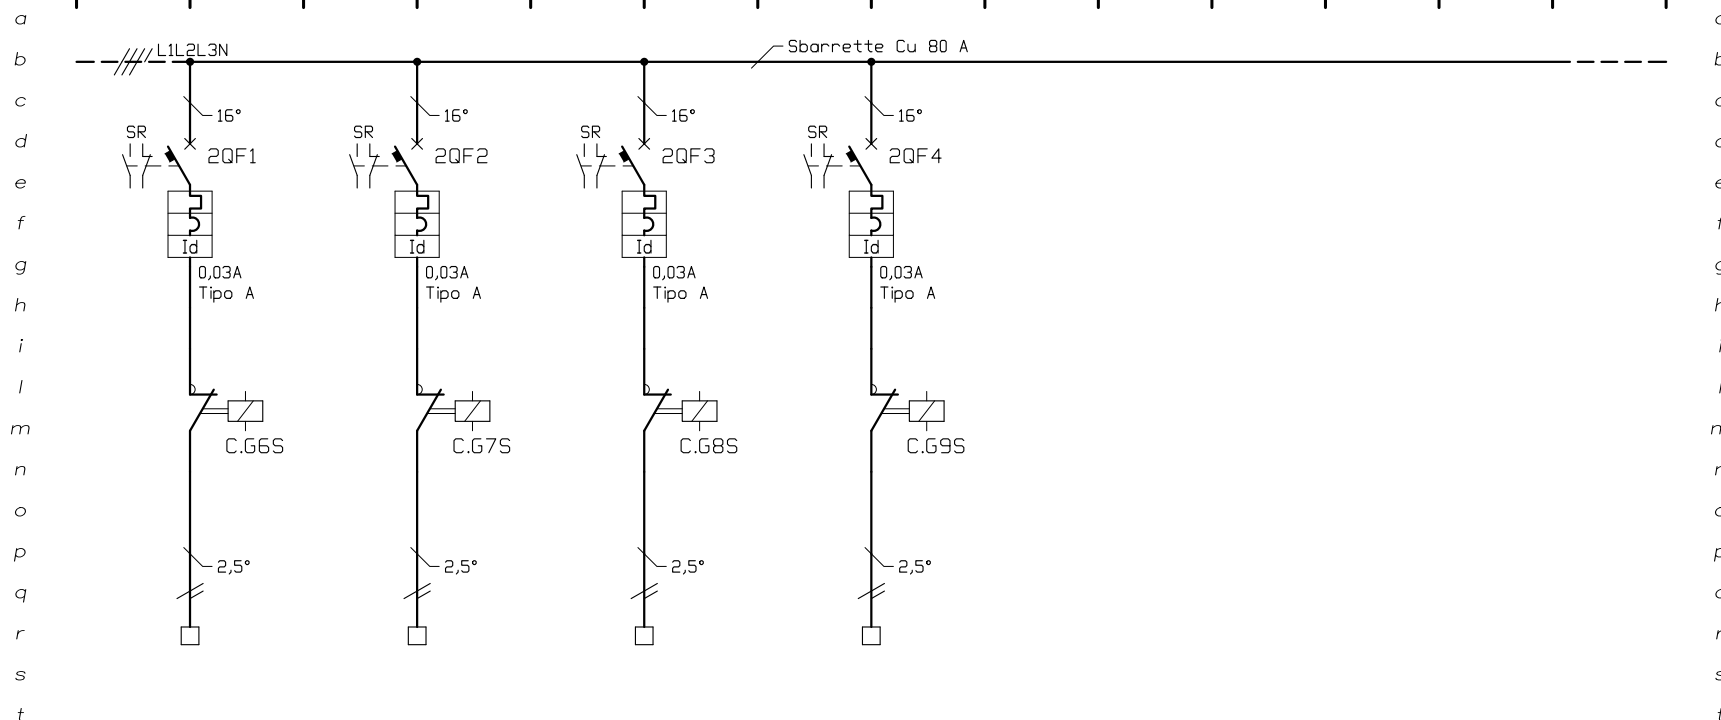 a
b L1L2L3N Sbarrette Cu 80 A
c 16° 16° 16° 16°
SR SR SR SR
d
2QF1 2QF2 2QF3 2QF4
e
f
Id Id Id Id
g
0,03A 0,03A 0,03A 0,03A
Tipo A Tipo A Tipo A Tipo A
h
i
l
m
C.G6S C.G7S C.G8S C.G9S
n
o
p
2,5° 2,5° 2,5° 2,5°
q
r
s
t